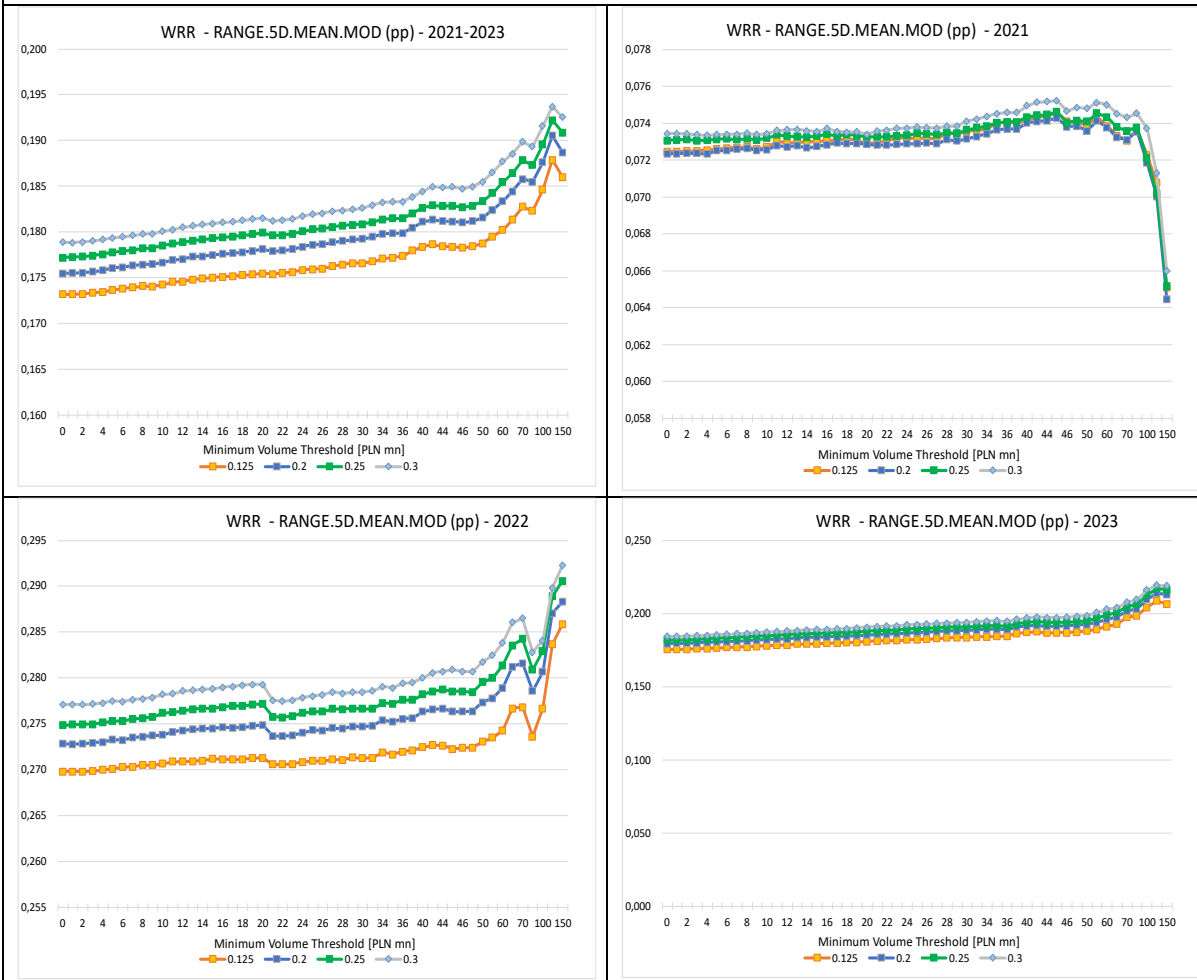 WRR - RANGE.5D.MEAN.MOD (pp) - 2021-2023
0,200
0,195
0,190
0,185
0,180
0,175
0,170
0,165
0,160
0 2 4 6 8 10 12 14 16 18 20 22 24 26 28 30 32 34 36 40 44 46 50 60 70 100 150
Minimum Volume Threshold [PLN mn]
0.125 0.2 0.25 0.3
WRR - RANGE.5D.MEAN.MOD (pp) - 2021
0,078
0,076
0,074
0,072
0,070
0,068
0,066
0,064
0,062
0,060
0,058
0 2 4 6 8 10 12 14 16 18 20 22 24 26 28 30 32 34 36 40 44 46 50 60 70 100 150
Minimum Volume Threshold [PLN mn]
0.125 0.2 0.25 0.3
WRR - RANGE.5D.MEAN.MOD (pp) - 2022
0,295
0,290
0,285
0,280
0,275
0,270
0,265
0,260
0,255
0 2 4 6 8 10 12 14 16 18 20 22 24 26 28 30 32 34 36 40 44 46 50 60 70 100 150
Minimum Volume Threshold [PLN mn]
0.125 0.2 0.25 0.3
WRR - RANGE.5D.MEAN.MOD (pp) - 2023
0,250
0,200
0,150
0,100
0,050
0,000
0 2 4 6 8 10 12 14 16 18 20 22 24 26 28 30 32 34 36 40 44 46 50 60 70 100 150
Minimum Volume Threshold [PLN mn]
0.125 0.2 0.25 0.3